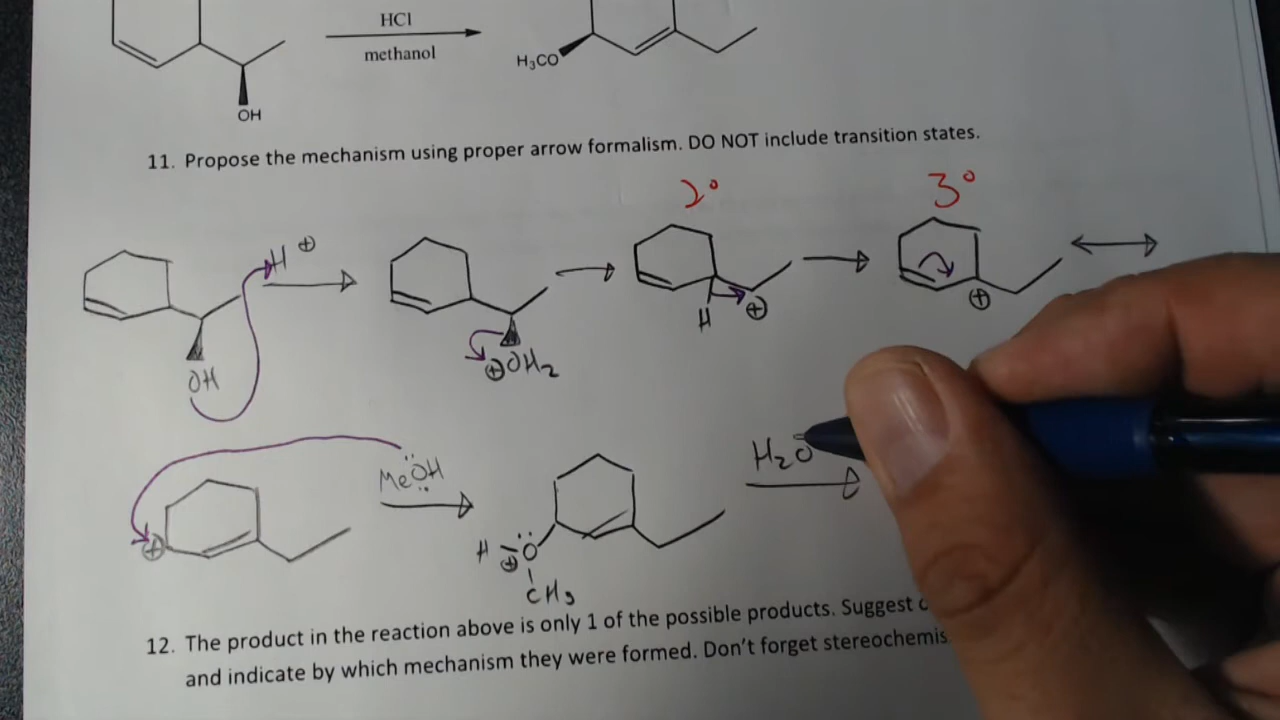 HCl
methanol
H₃CO
OH
11. Propose the mechanism using proper arrow formalism. DO NOT include transition states.
2° 3°
H ⊕
OH
⊕OH₂
H ⊕
⊕
MeOH
H₂O
⊕
H ⊕ O
CH₃
12. The product in the reaction above is only 1 of the possible products. Suggest
and indicate by which mechanism they were formed. Don't forget stereochemis